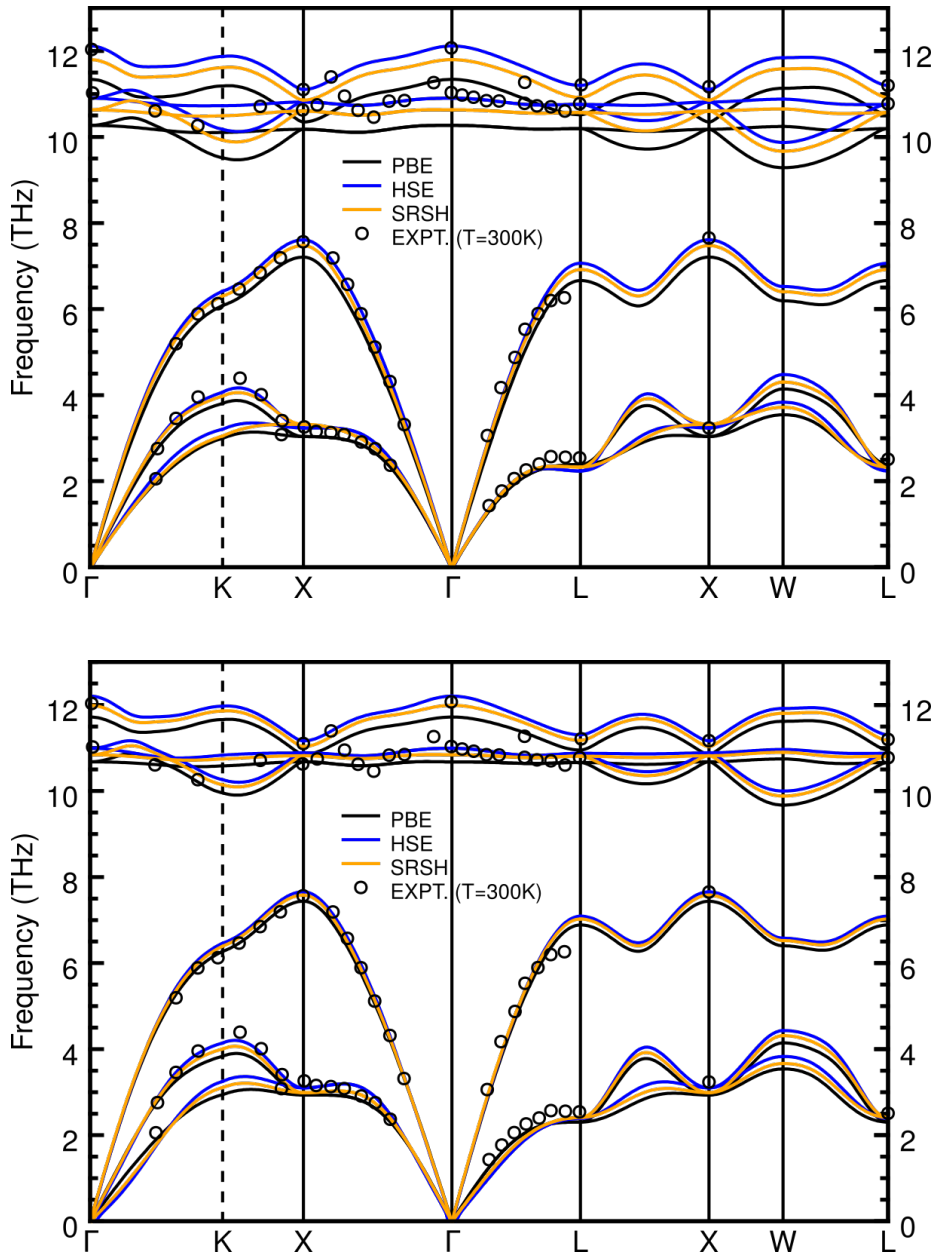 12 12
10 10
PBE
HSE
SRSH
EXPT. (T=300K)
8 8
6 6
4 4
2 2
0 0
Frequency (THz)
Γ K X Γ L X W L
12 12
10 10
PBE
HSE
SRSH
EXPT. (T=300K)
8 8
6 6
4 4
2 2
0 0
Frequency (THz)
Γ K X Γ L X W L